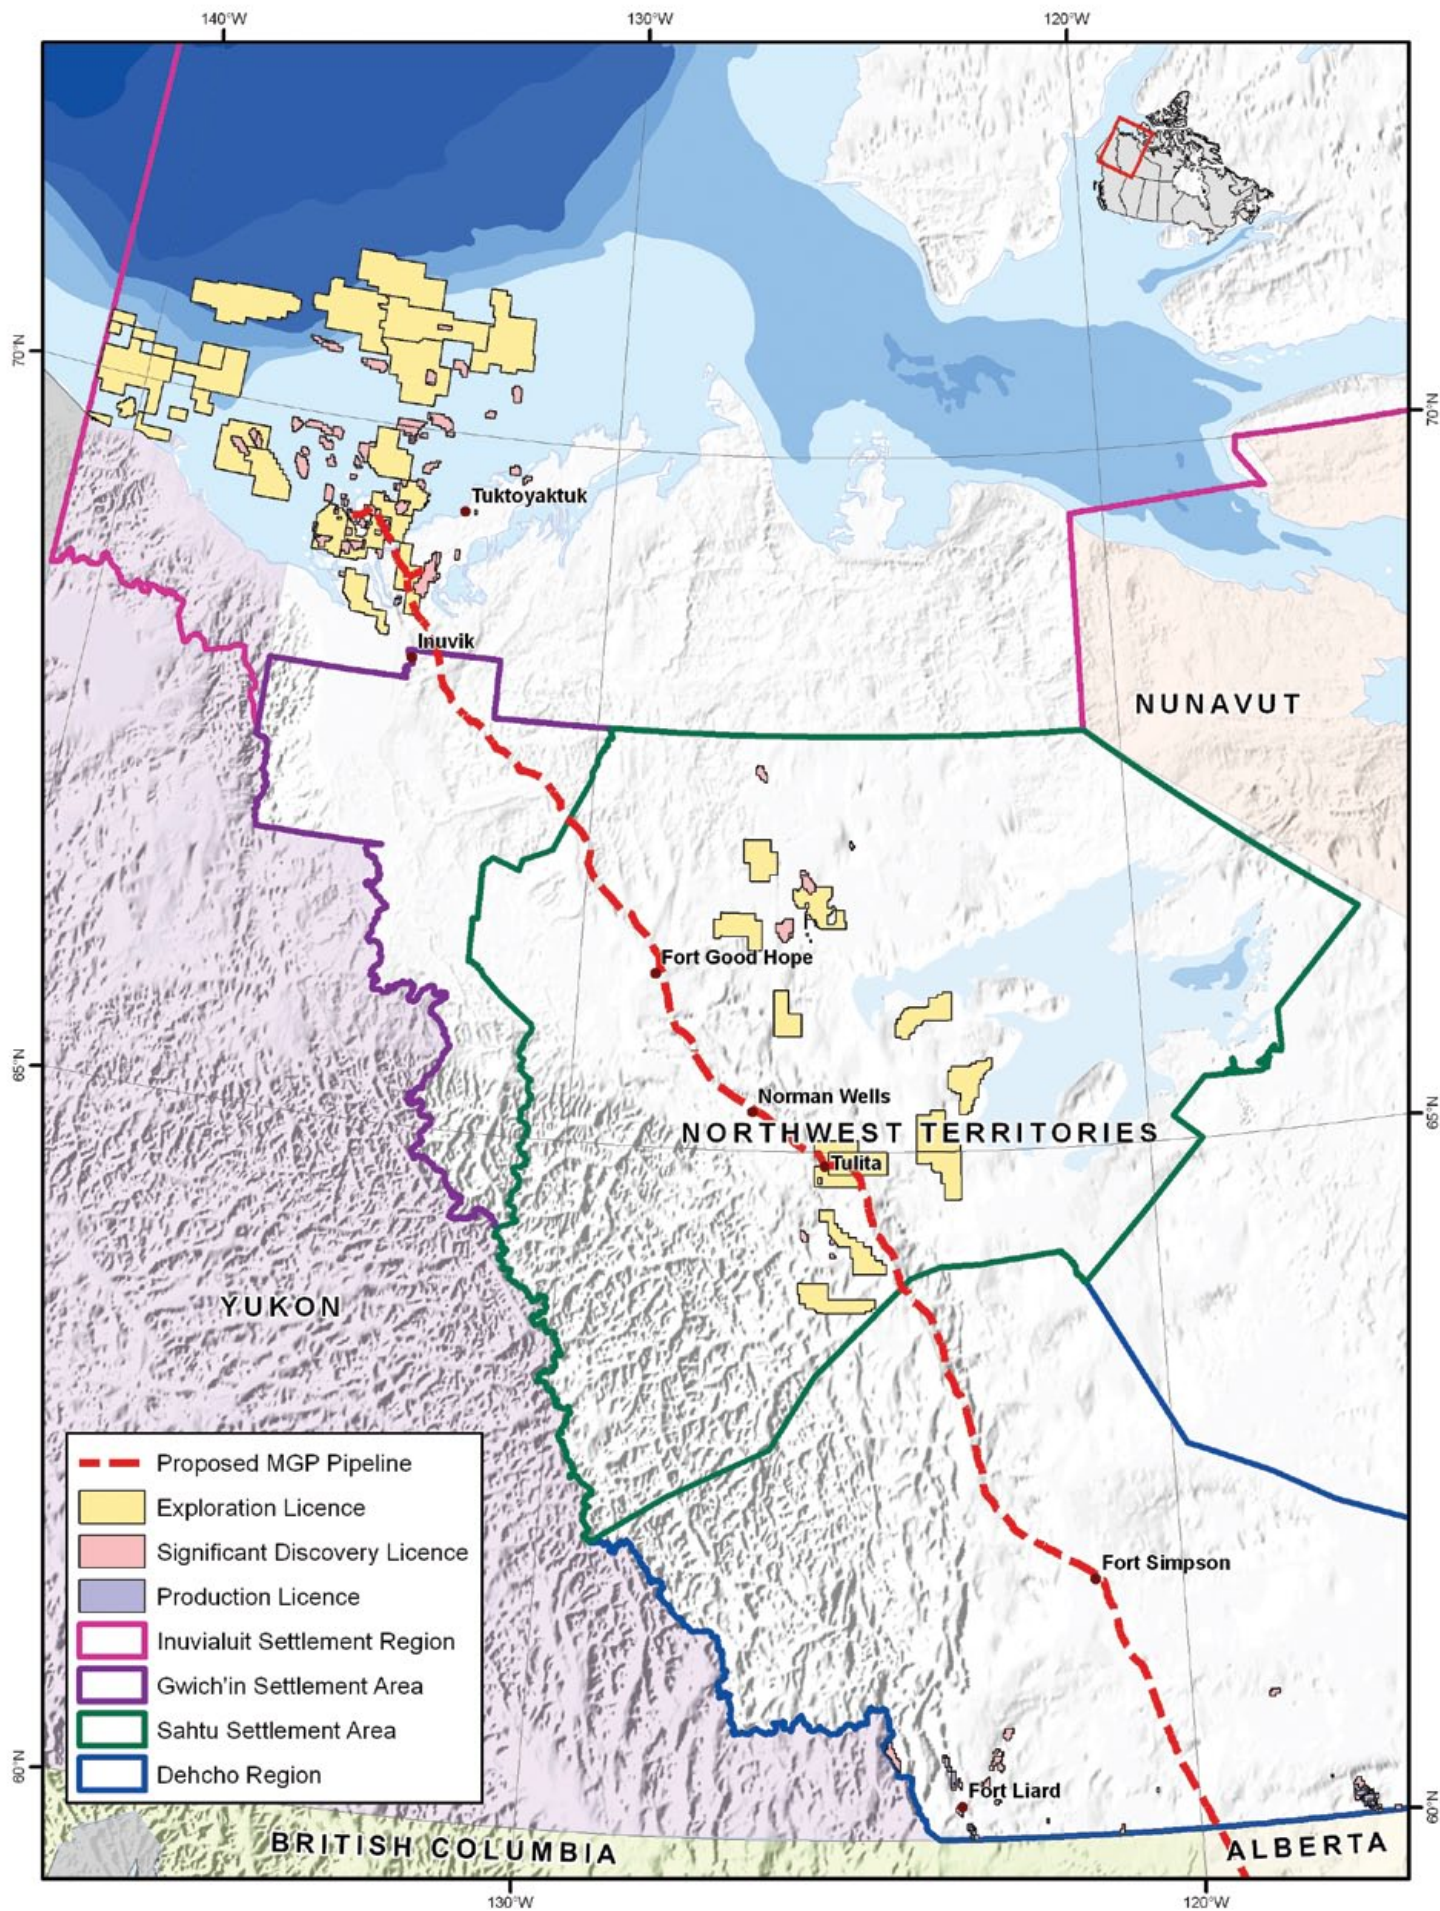 140°W
130°W
120°W
70°N
70°N
Tuktoyaktuk
Inuvik
NUNAVUT
Fort Good Hope
65°N
Norman Wells
65°N
NORTHWEST TERRITORIES
Tulita
YUKON
Proposed MGP Pipeline
Exploration Licence
Significant Discovery Licence
Production Licence
Inuvialuit Settlement Region
Gwich'in Settlement Area
Sahtu Settlement Area
Dehcho Region
Fort Simpson
60°N
Fort Liard
60°N
BRITISH COLUMBIA
ALBERTA
130°W
120°W